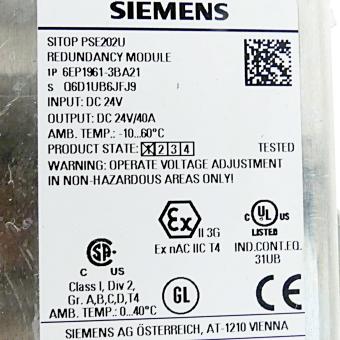 SIEMENS
SITOP PSE202U
REDUNDANCY MODULE
1P 6EP1961-3BA21
S Q6D1UB6JFJ9
INPUT: DC 24V
OUTPUT: DC 24V/40A
AMB. TEMP.: -10...60°C
PRODUCT STATE: X 2 3 4 TESTED
WARNING: OPERATE VOLTAGE ADJUSTMENT
IN NON-HAZARDOUS AREAS ONLY!
Ex II 3G
Ex nAC IIC T4
C UL US
LISTED
IND.CONT.EQ.
31UB
SA
Class I, Div 2,
Gr. A,B,C,D,T4
AMB. TEMP.: 0...40°C
GL
CE
SIEMENS AG ÖSTERREICH, AT-1210 VIENNA